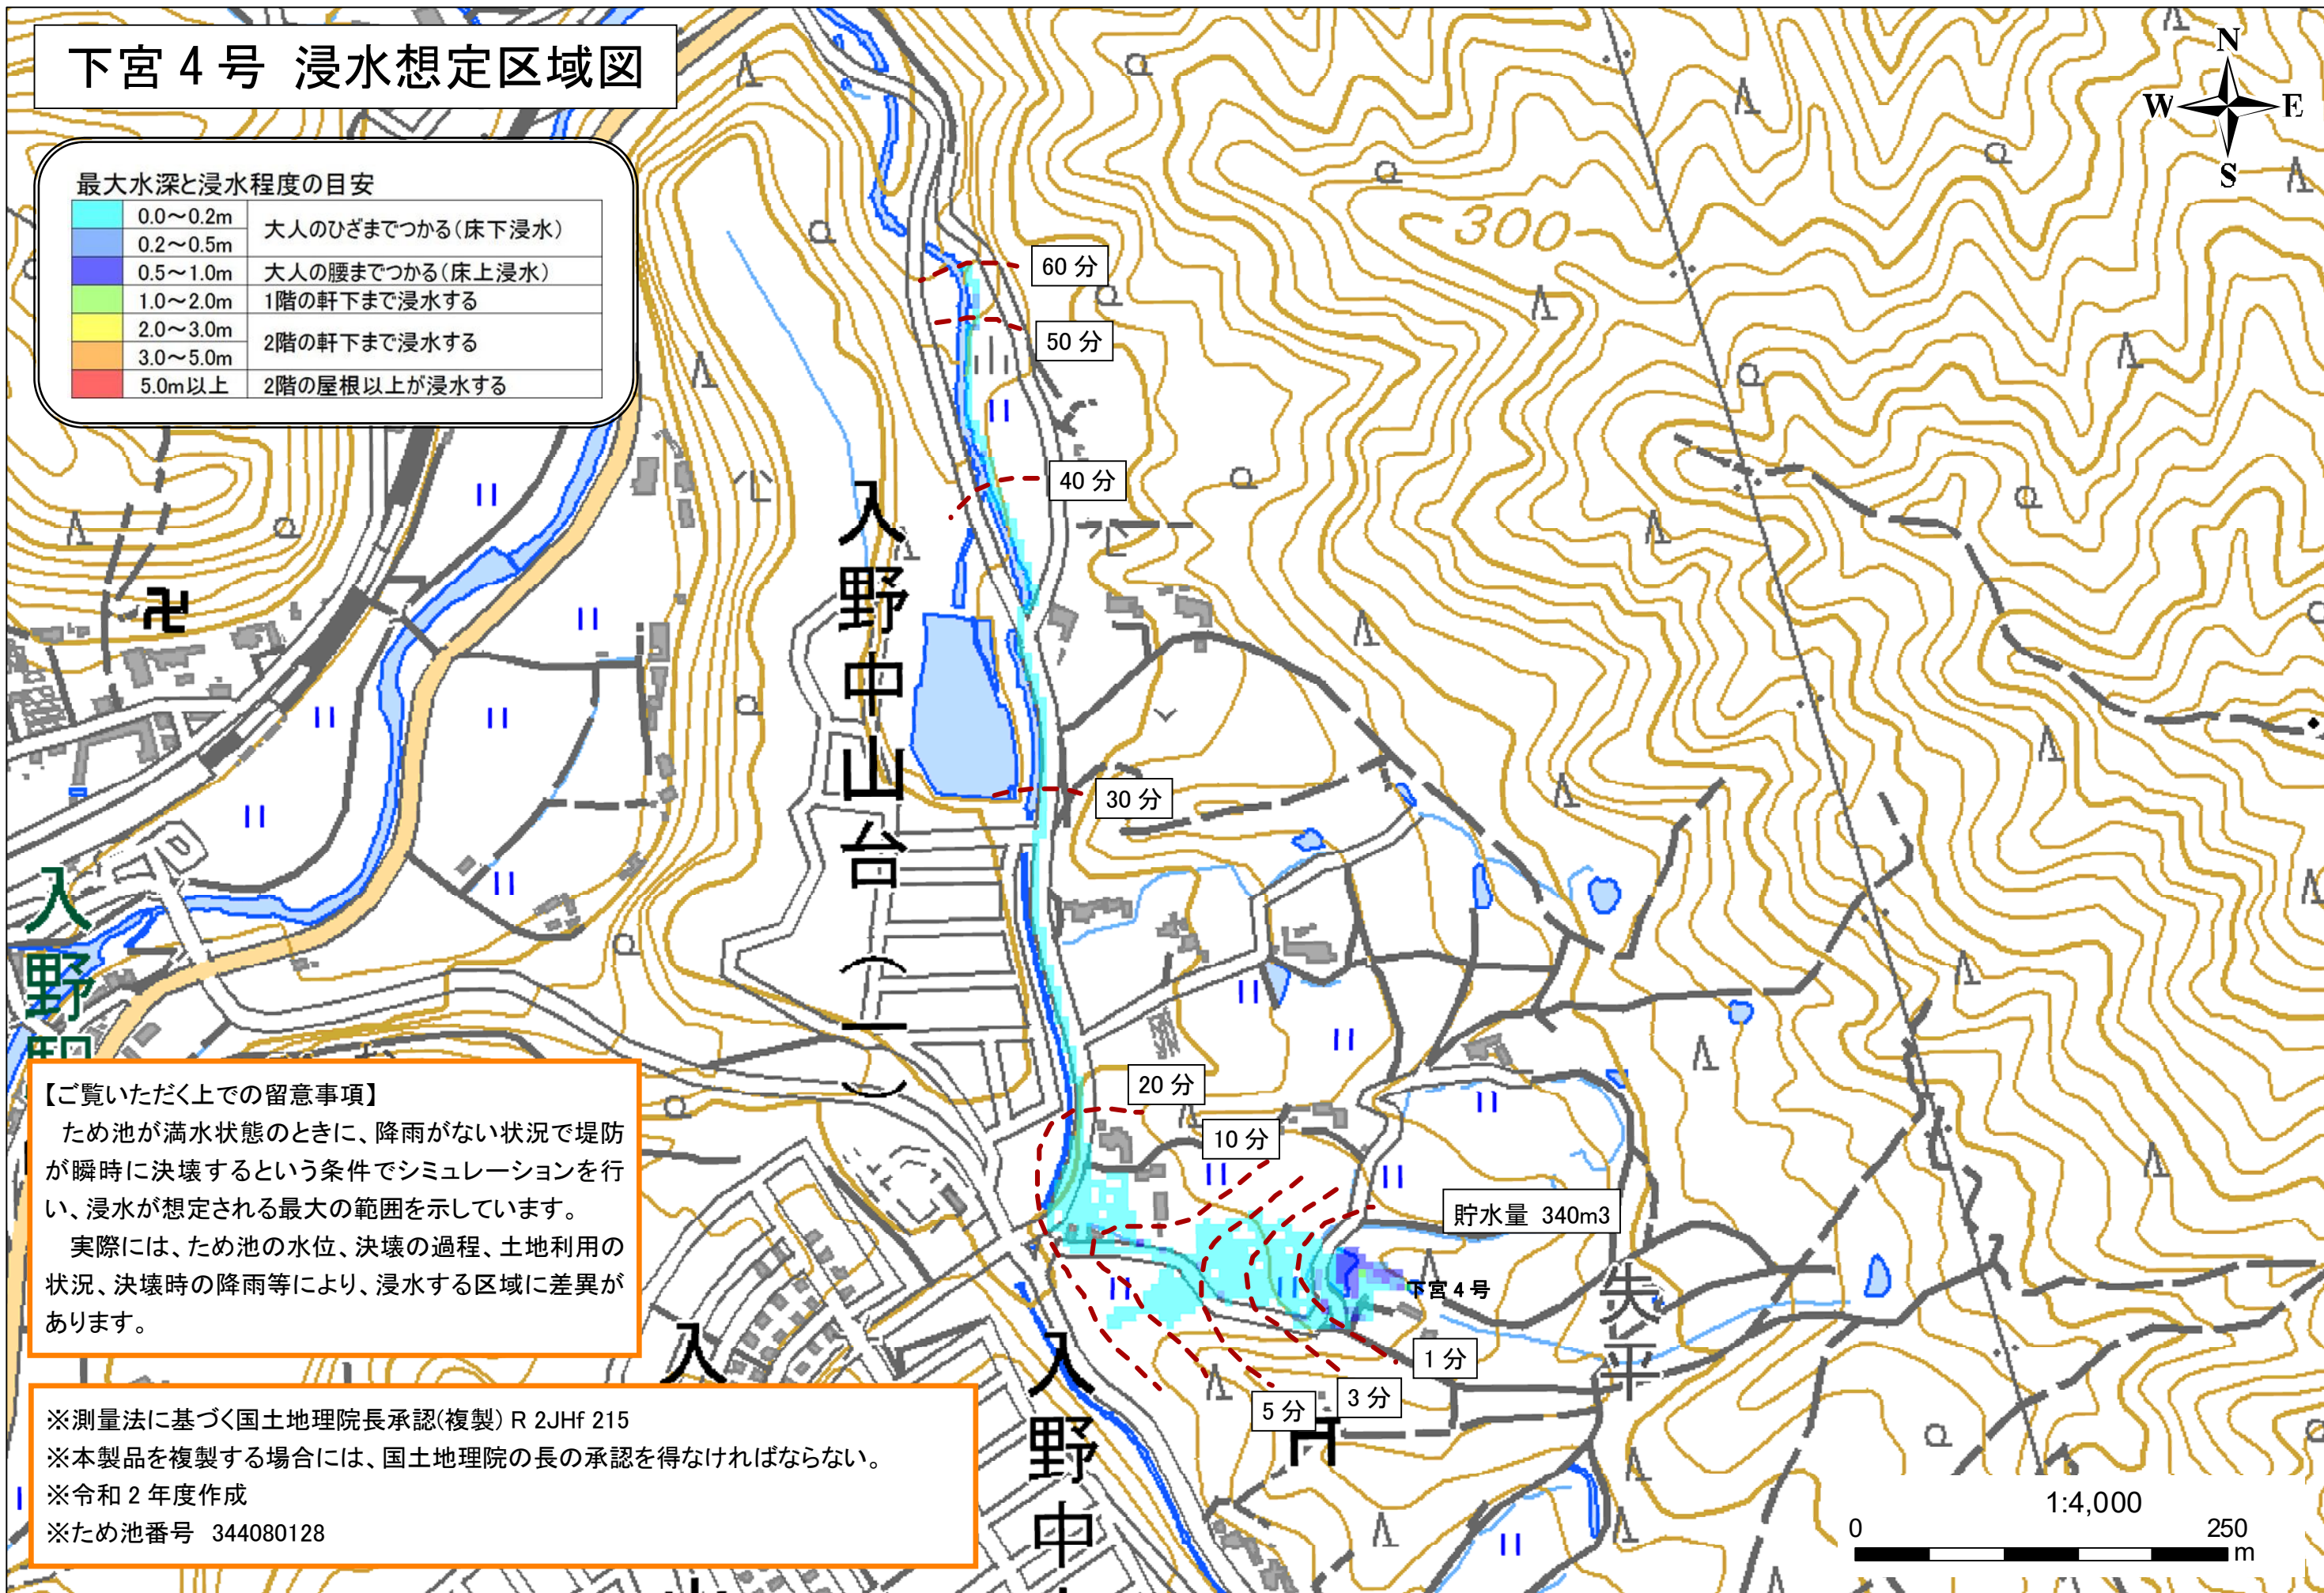 下宮４号 浸水想定区域図
N
W E
S
最大水深と浸水程度の目安
0.0～0.2m
大人のひざまでつかる（床下浸水）
0.2～0.5m
0.5～1.0m 大人の腰までつかる（床上浸水）
1.0～2.0m 1階の軒下まで浸水する
2.0～3.0m
2階の軒下まで浸水する
3.0～5.0m
5.0m以上 2階の屋根以上が浸水する
300
60 分
50 分
40 分
30 分
20 分
10 分
貯水量 340m3
下宮４号
1 分
3 分
5 分
入野中山台（一）
入野駅
入野中
入
矢平
【ご覧いただく上での留意事項】
ため池が満水状態のときに、降雨がない状況で堤防
が瞬時に決壊するという条件でシミュレーションを行
い、浸水が想定される最大の範囲を示しています。
実際には、ため池の水位、決壊の過程、土地利用の
状況、決壊時の降雨等により、浸水する区域に差異が
あります。
※測量法に基づく国土地理院長承認(複製) R 2JHf 215
※本製品を複製する場合には、国土地理院の長の承認を得なければならない。
※令和２年度作成
※ため池番号 344080128
1:4,000
0 250
m